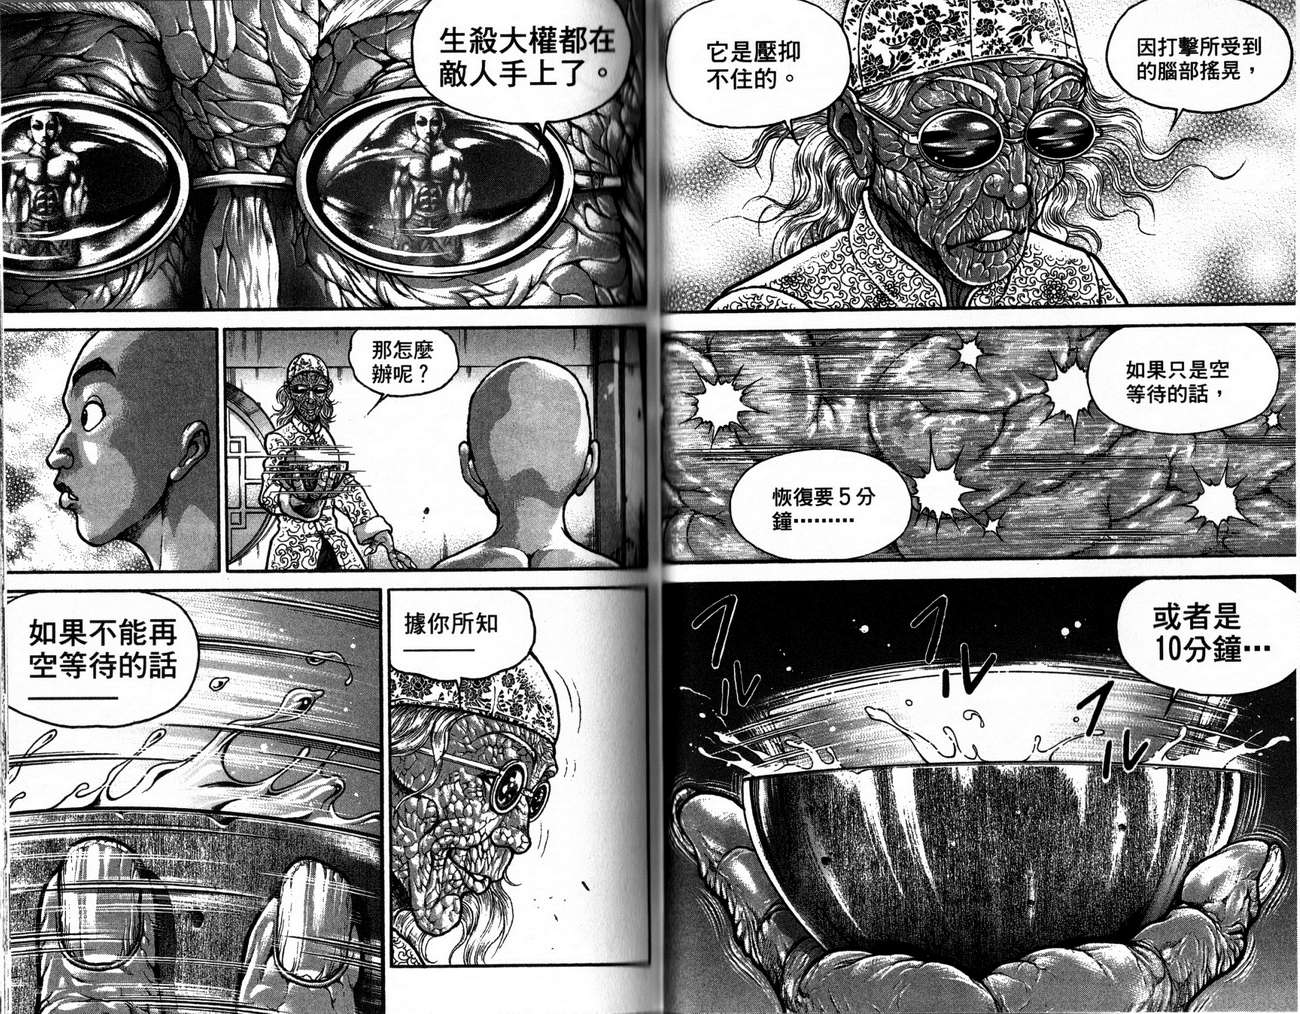 因打擊所受到
的腦部搖晃，
它是壓抑
不住的。
如果只是空
等待的話，
恢復要5分
鐘………
或者是
10分鐘…
ブル
ブル
ブル
生殺大權都在
敵人手上了。
那怎麼
辦呢？
據你所知
——
如果不能再
空等待的話
——